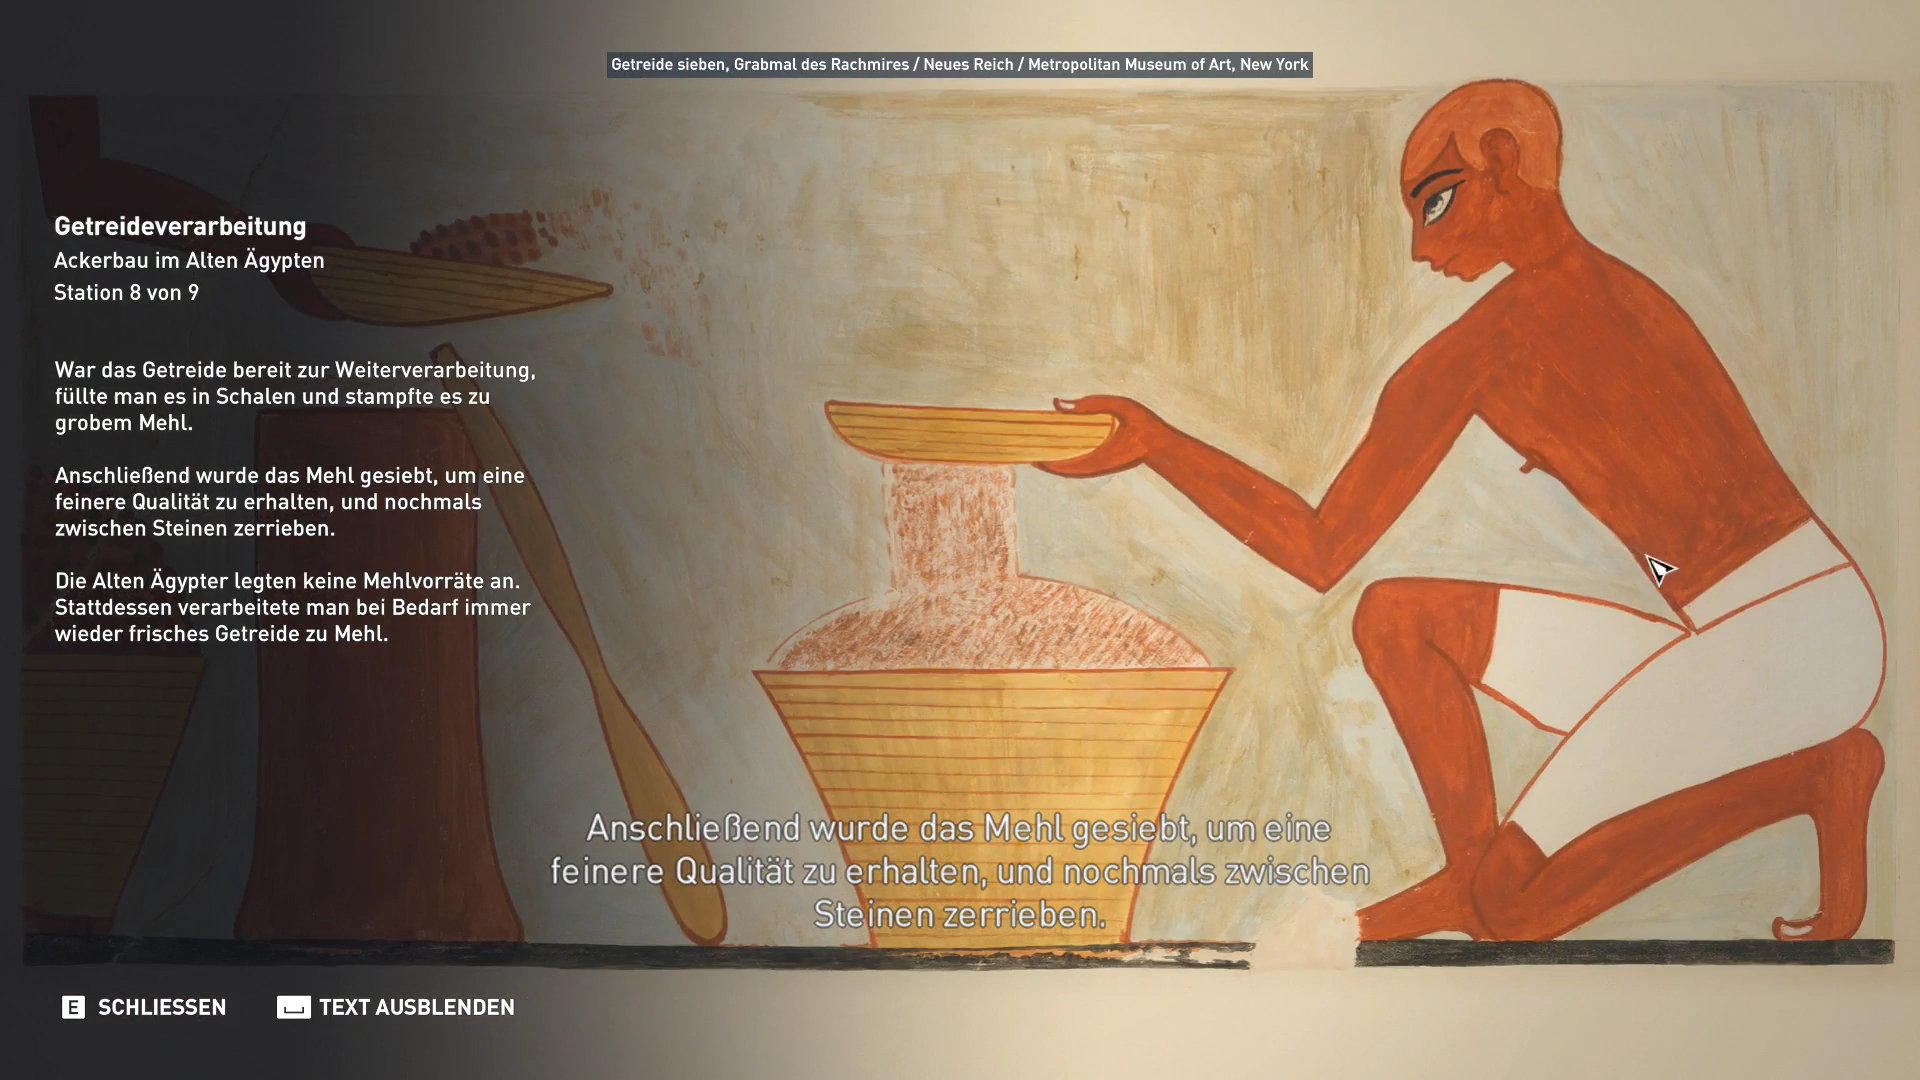 Getreide sieben, Grabmal des Rachmires / Neues Reich / Metropolitan Museum of Art, New York
Getreideverarbeitung
Ackerbau im Alten Ägypten
Station 8 von 9
War das Getreide bereit zur Weiterverarbeitung,
füllte man es in Schalen und stampfte es zu
grobem Mehl.
Anschließend wurde das Mehl gesiebt, um eine
feinere Qualität zu erhalten, und nochmals
zwischen Steinen zerrieben.
Die Alten Ägypter legten keine Mehlvorräte an.
Stattdessen verarbeitete man bei Bedarf immer
wieder frisches Getreide zu Mehl.
Anschließend wurde das Mehl gesiebt, um eine
feinere Qualität zu erhalten, und nochmals zwischen
Steinen zerrieben.
E SCHLIESSEN TEXT AUSBLENDEN